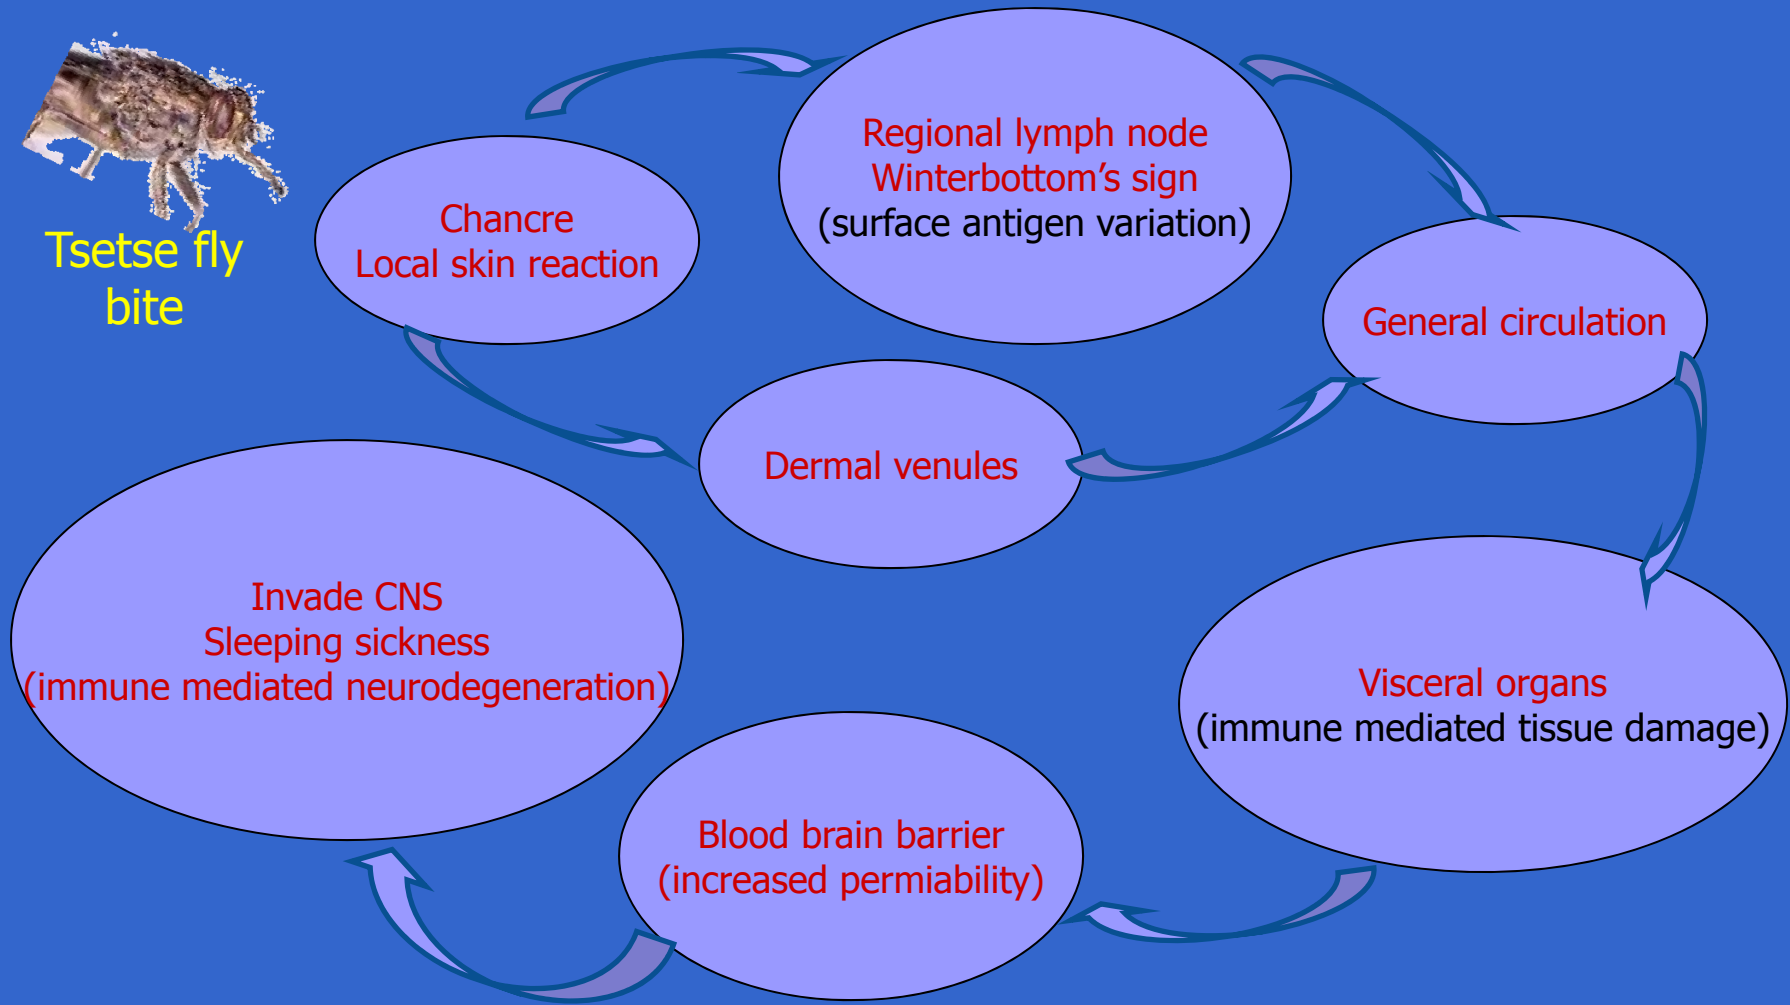 Tsetse fly
bite
Chancre
Local skin reaction
Regional lymph node
Winterbottom’s sign
(surface antigen variation)
General circulation
Dermal venules
Visceral organs
(immune mediated tissue damage)
Blood brain barrier
(increased permiability)
Invade CNS
Sleeping sickness
(immune mediated neurodegeneration)